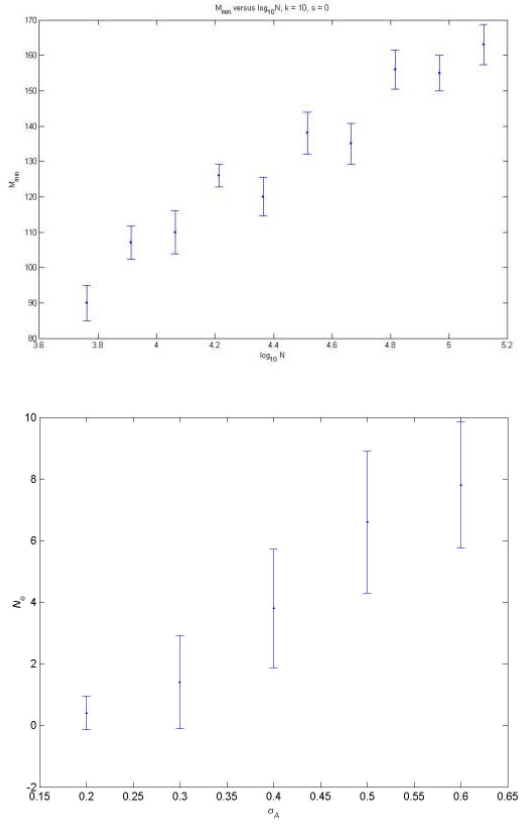 M_min versus log_10 N, k = 10, s = 0
170
160
150
140
130
120
110
100
90
80
M_min
3.6 3.8 4 4.2 4.4 4.6 4.8 5 5.2
log_10 N
10
8
6
4
2
0
-2
N_e
0.15 0.2 0.25 0.3 0.35 0.4 0.45 0.5 0.55 0.6 0.65
σ_A